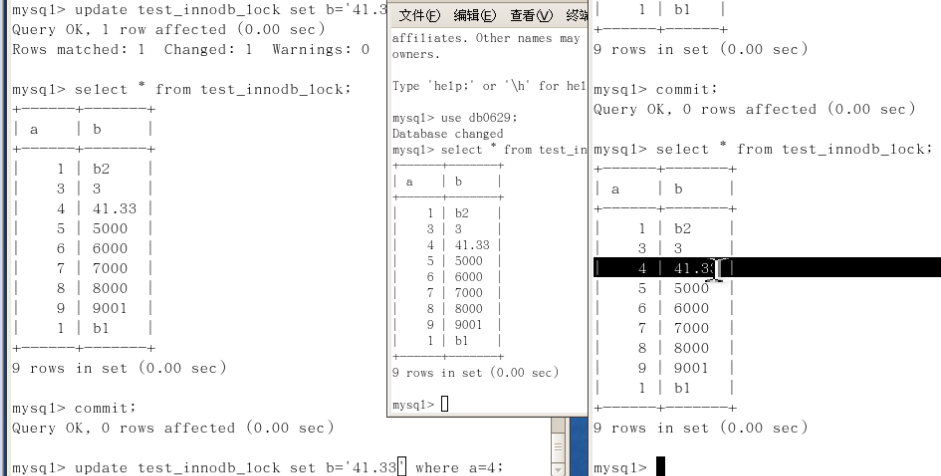 mysql> update test_innodb_lock set b='41.3
Query OK, 1 row affected (0.00 sec)
Rows matched: 1  Changed: 1  Warnings: 0
mysql> select * from test_innodb_lock;
+------+-------+
| a | b |
+------+-------+
| 1 | b2 |
| 3 | 3 |
| 4 | 41.33 |
| 5 | 5000 |
| 6 | 6000 |
| 7 | 7000 |
| 8 | 8000 |
| 9 | 9001 |
| 1 | b1 |
+------+-------+
9 rows in set (0.00 sec)
mysql> commit;
Query OK, 0 rows affected (0.00 sec)
mysql> update test_innodb_lock set b='41.33' where a=4;
文件(F) 编辑(E) 查看(V) 终端
affiliates. Other names may
owners.
Type 'help;' or '\h' for hel
mysql> use db0629;
Database changed
mysql> select * from test_in
+------+-------+
| a | b |
+------+-------+
| 1 | b2 |
| 3 | 3 |
| 4 | 41.33 |
| 5 | 5000 |
| 6 | 6000 |
| 7 | 7000 |
| 8 | 8000 |
| 9 | 9001 |
| 1 | b1 |
+------+-------+
9 rows in set (0.00 sec)
mysql>
| 1 | b1 |
+------+-------+
9 rows in set (0.00 sec)
mysql> commit;
Query OK, 0 rows affected (0.00 sec)
mysql> select * from test_innodb_lock;
+------+-------+
| a | b |
+------+-------+
| 1 | b2 |
| 3 | 3 |
| 4 | 41.33 |
| 5 | 5000 |
| 6 | 6000 |
| 7 | 7000 |
| 8 | 8000 |
| 9 | 9001 |
| 1 | b1 |
+------+-------+
9 rows in set (0.00 sec)
mysql>